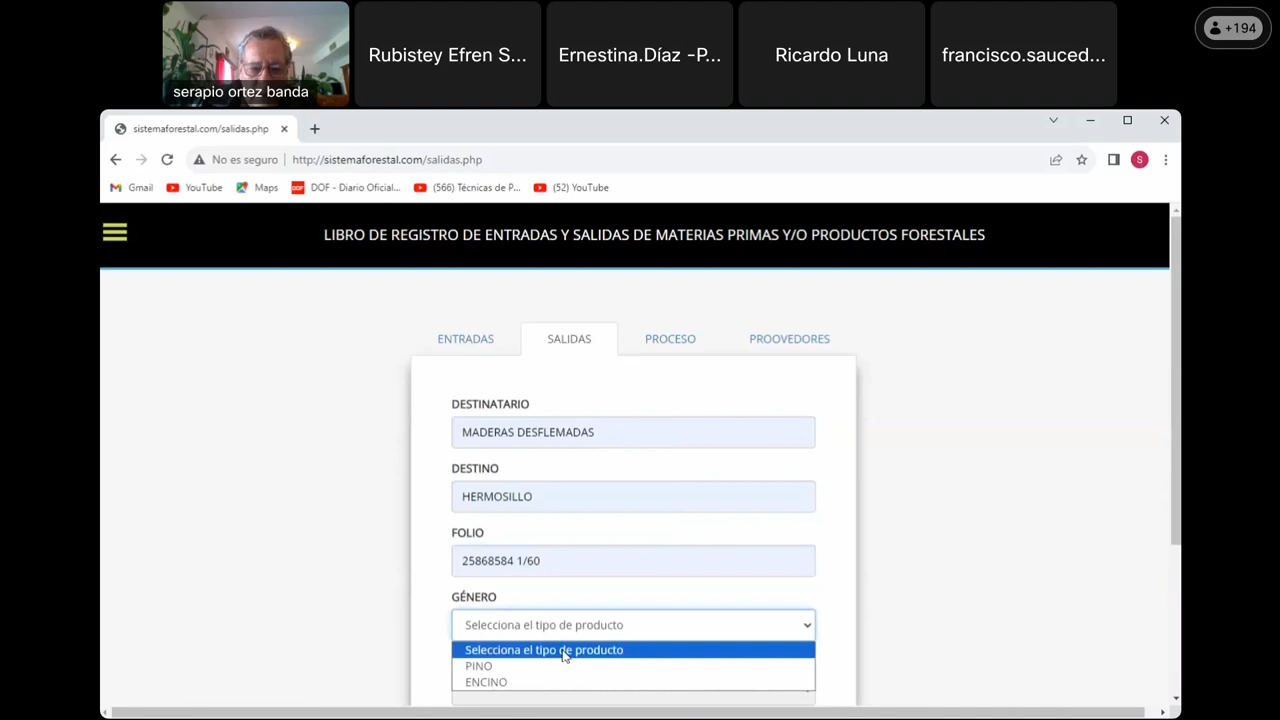 serapio ortez banda
Rubistey Efren S...
Ernestina.Díaz -P...
Ricardo Luna
francisco.sauced...
+194
sistemaforestal.com/salidas.php
No es seguro
http://sistemaforestal.com/salidas.php
S
Gmail
YouTube
Maps
DOF
DOF - Diario Oficial...
(566) Técnicas de P...
(52) YouTube
LIBRO DE REGISTRO DE ENTRADAS Y SALIDAS DE MATERIAS PRIMAS Y/O PRODUCTOS FORESTALES
ENTRADAS
SALIDAS
PROCESO
PROOVEDORES
DESTINATARIO
MADERAS DESFLEMADAS
DESTINO
HERMOSILLO
FOLIO
25868584 1/60
GÉNERO
Selecciona el tipo de producto
Selecciona el tipo de producto
PINO
ENCINO